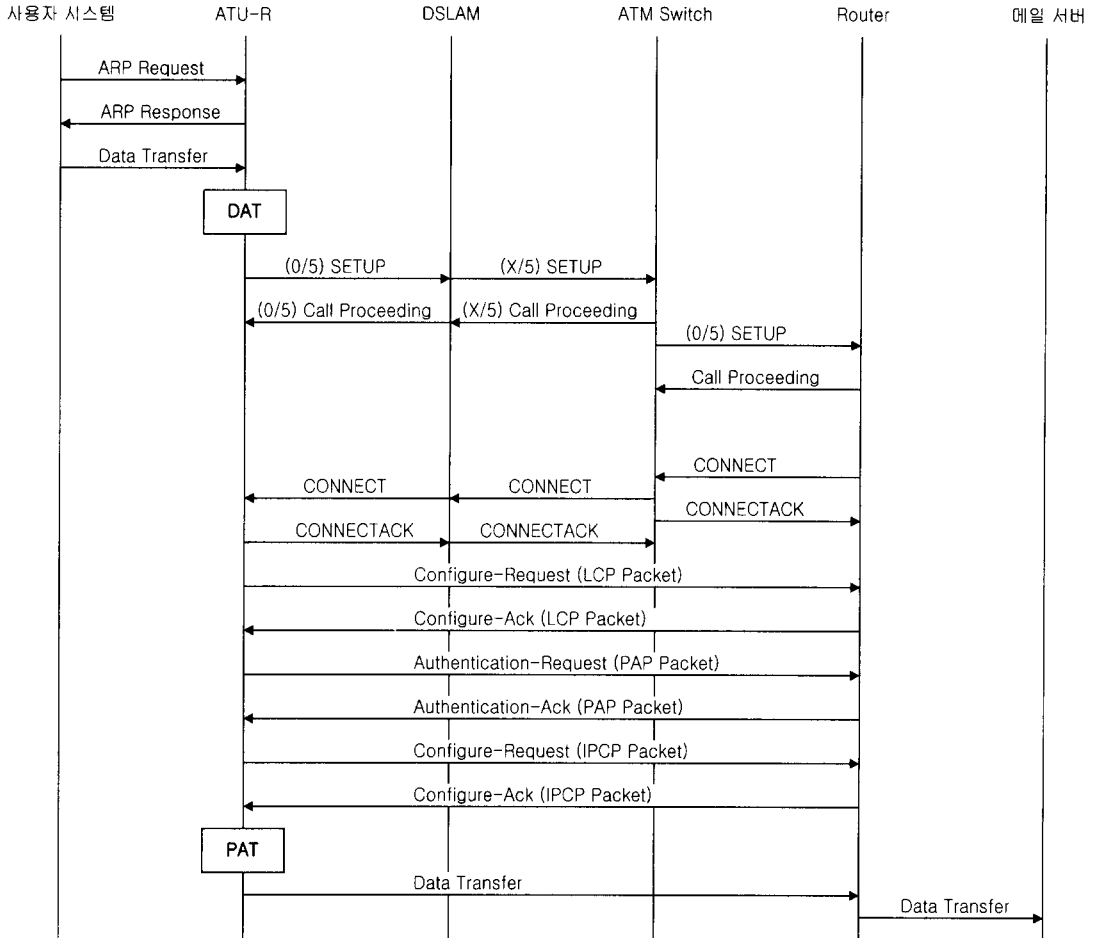 사용자 시스템 ATU-R DSLAM ATM Switch Router 메일 서버
ARP Request
ARP Response
Data Transfer
DAT
(0/5) SETUP (X/5) SETUP
(0/5) Call Proceeding (X/5) Call Proceeding
(0/5) SETUP
Call Proceeding
CONNECT
CONNECT CONNECT
CONNECTACK
CONNECTACK CONNECTACK
Configure-Request (LCP Packet)
Configure-Ack (LCP Packet)
Authentication-Request (PAP Packet)
Authentication-Ack (PAP Packet)
Configure-Request (IPCP Packet)
Configure-Ack (IPCP Packet)
PAT
Data Transfer
Data Transfer